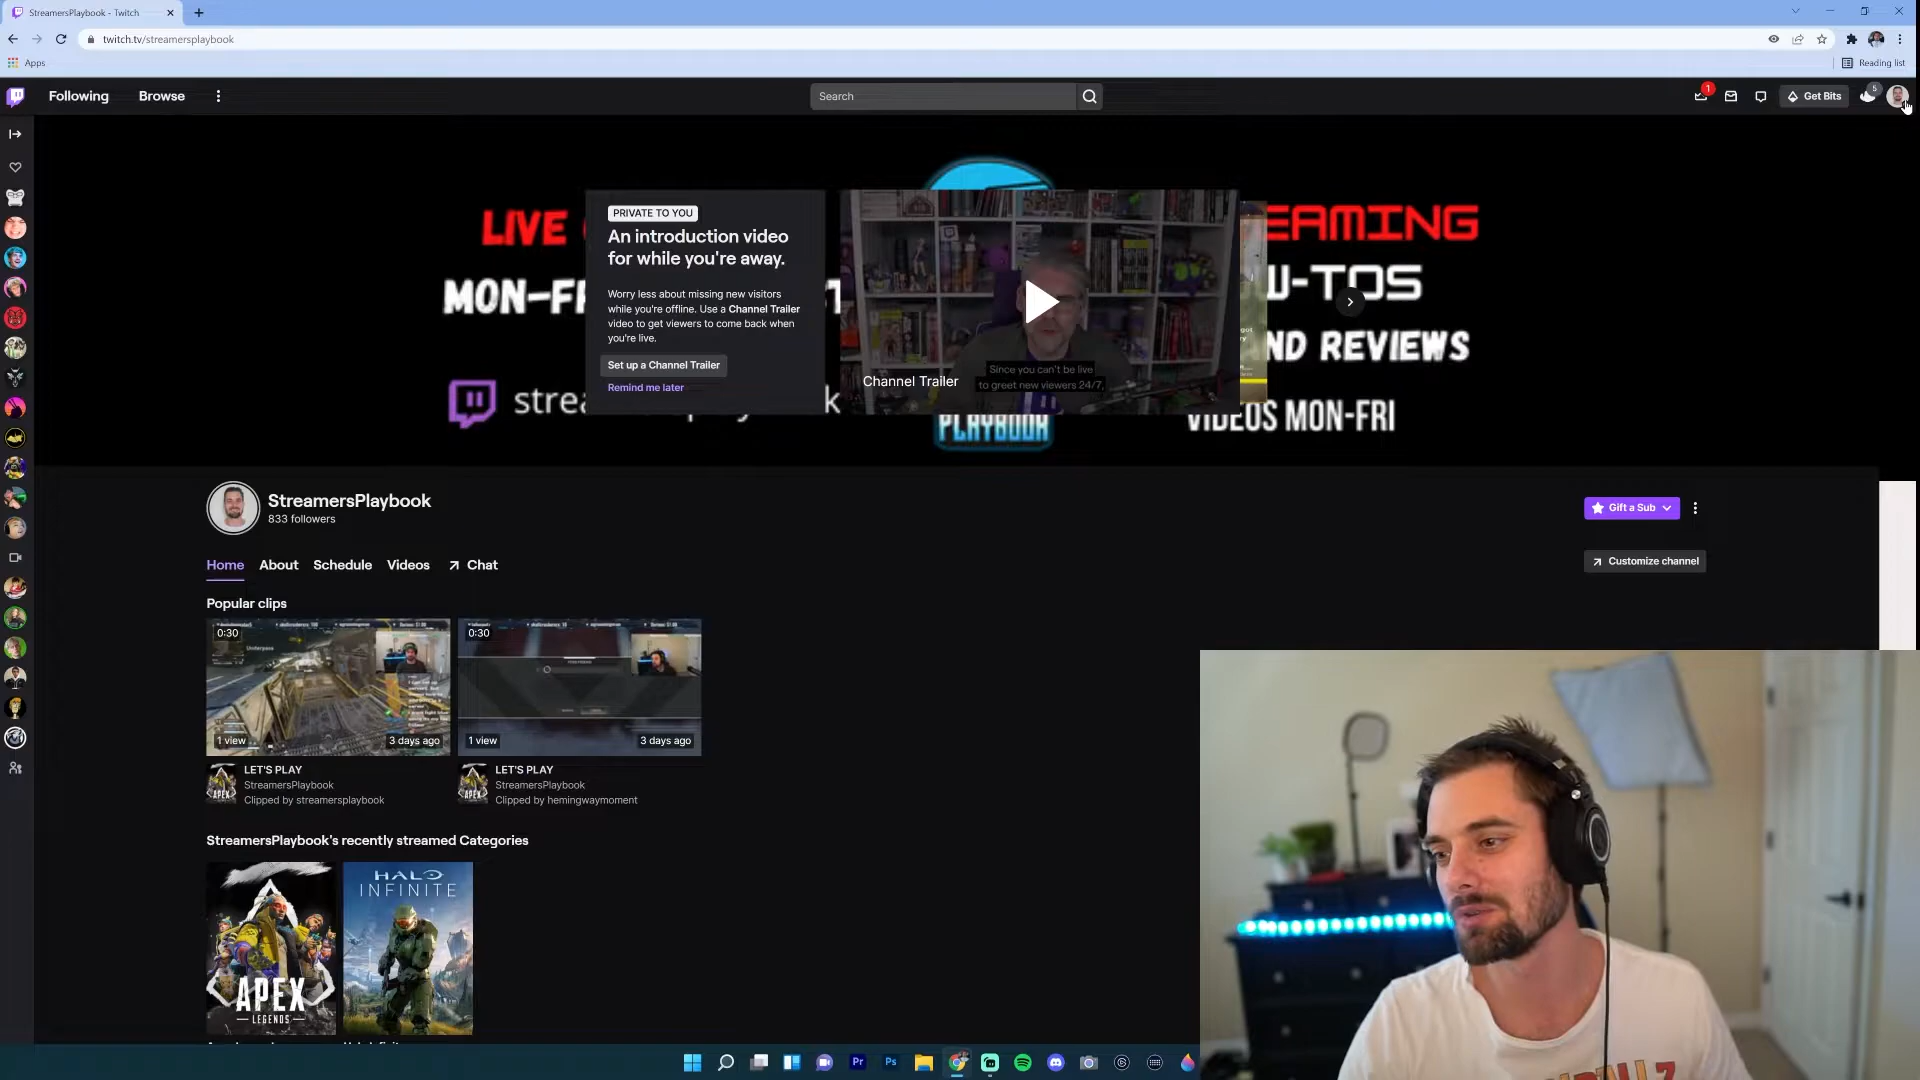 StreamersPlaybook - Twitch
twitch.tv/streamersplaybook
Apps
Reading list
Following
Browse
Search
1
Get Bits
5
LIVE
EAMING
MON-FR
ST
W-TOS
ND REVIEWS
PLAYBOOK
VIDEOS MON-FRI
PRIVATE TO YOU
An introduction video
for while you're away.
Worry less about missing new visitors
while you're offline. Use a Channel Trailer
video to get viewers to come back when
you're live.
Set up a Channel Trailer
Remind me later
Channel Trailer
Since you can't be live
to greet new viewers 24/7,
StreamersPlaybook
833 followers
Gift a Sub
Home
About
Schedule
Videos
Chat
Customize channel
Popular clips
0:30
Underpass
1 view
3 days ago
0:30
1 view
3 days ago
LET'S PLAY
StreamersPlaybook
Clipped by streamersplaybook
LET'S PLAY
StreamersPlaybook
Clipped by hemingwaymoment
StreamersPlaybook's recently streamed Categories
APEX
LEGENDS
HALO
INFINITE
Pr
Ps